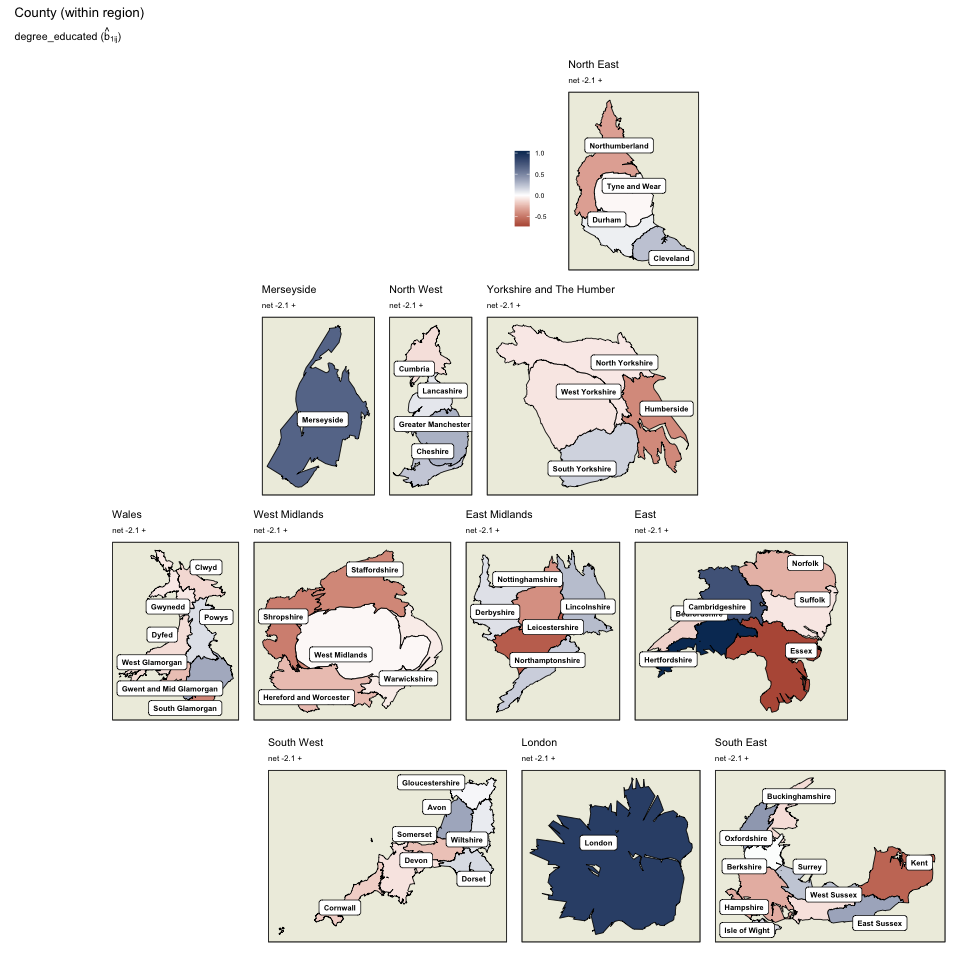 County (within region)
degree_educated (b̂1ij)
North East
net -2.1 +
1.0
0.5
0.0
-0.5
Northumberland
Tyne and Wear
Durham
Cleveland
Merseyside
net -2.1 +
Merseyside
North West
net -2.1 +
Cumbria
Lancashire
Greater Manchester
Cheshire
Yorkshire and The Humber
net -2.1 +
North Yorkshire
West Yorkshire
Humberside
South Yorkshire
Wales
net -2.1 +
Clwyd
Gwynedd
Powys
Dyfed
West Glamorgan
Gwent and Mid Glamorgan
South Glamorgan
West Midlands
net -2.1 +
Staffordshire
Shropshire
West Midlands
Warwickshire
Hereford and Worcester
East Midlands
net -2.1 +
Nottinghamshire
Derbyshire
Lincolnshire
Leicestershire
Northamptonshire
East
net -2.1 +
Norfolk
Suffolk
Cambridgeshire
Bedfordshire
Essex
Hertfordshire
South West
net -2.1 +
Gloucestershire
Avon
Somerset
Wiltshire
Devon
Dorset
Cornwall
London
net -2.1 +
London
South East
net -2.1 +
Buckinghamshire
Oxfordshire
Berkshire
Surrey
Kent
West Sussex
Hampshire
East Sussex
Isle of Wight